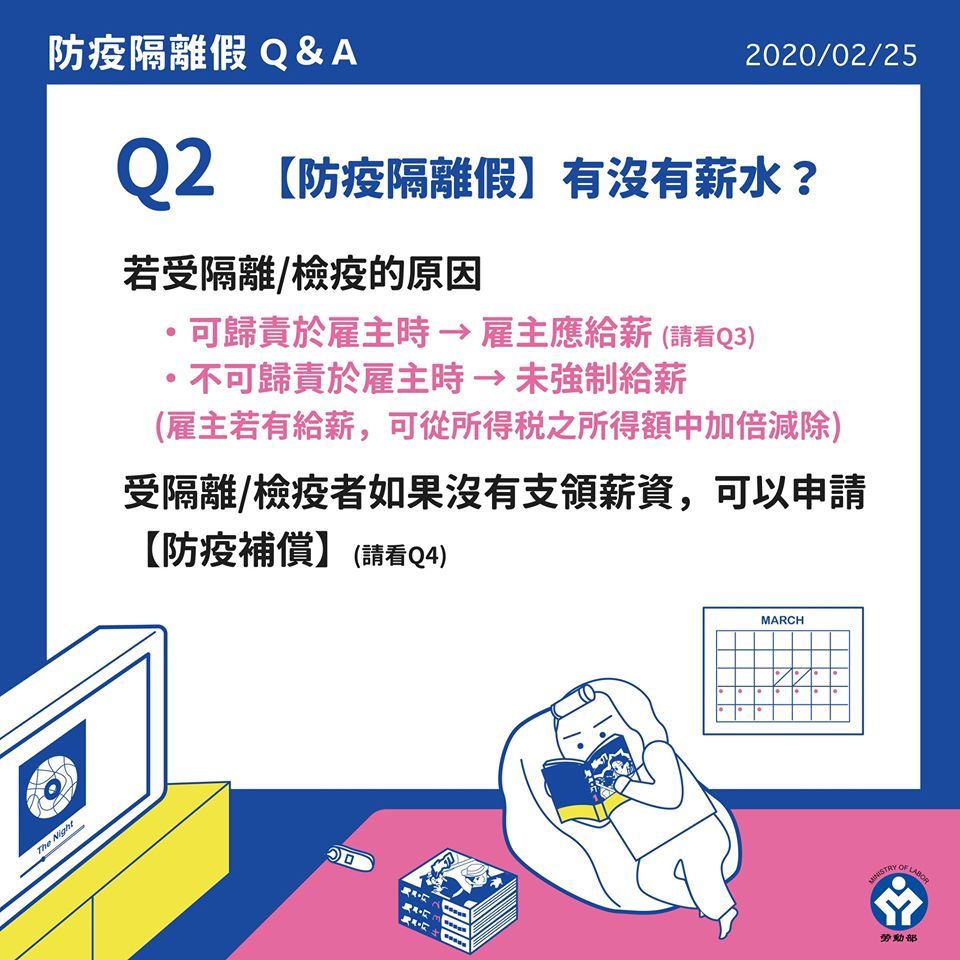 防疫隔離假 Q & A
2020/02/25
Q2 【防疫隔離假】有沒有薪水？
若受隔離/檢疫的原因
・可歸責於雇主時 → 雇主應給薪 (請看Q3)
・不可歸責於雇主時 → 未強制給薪
(雇主若有給薪，可從所得税之所得額中加倍減除)
受隔離/檢疫者如果沒有支領薪資，可以申請
【防疫補償】 (請看Q4)
MARCH
The Night
MINISTRY OF LABOR
勞動部